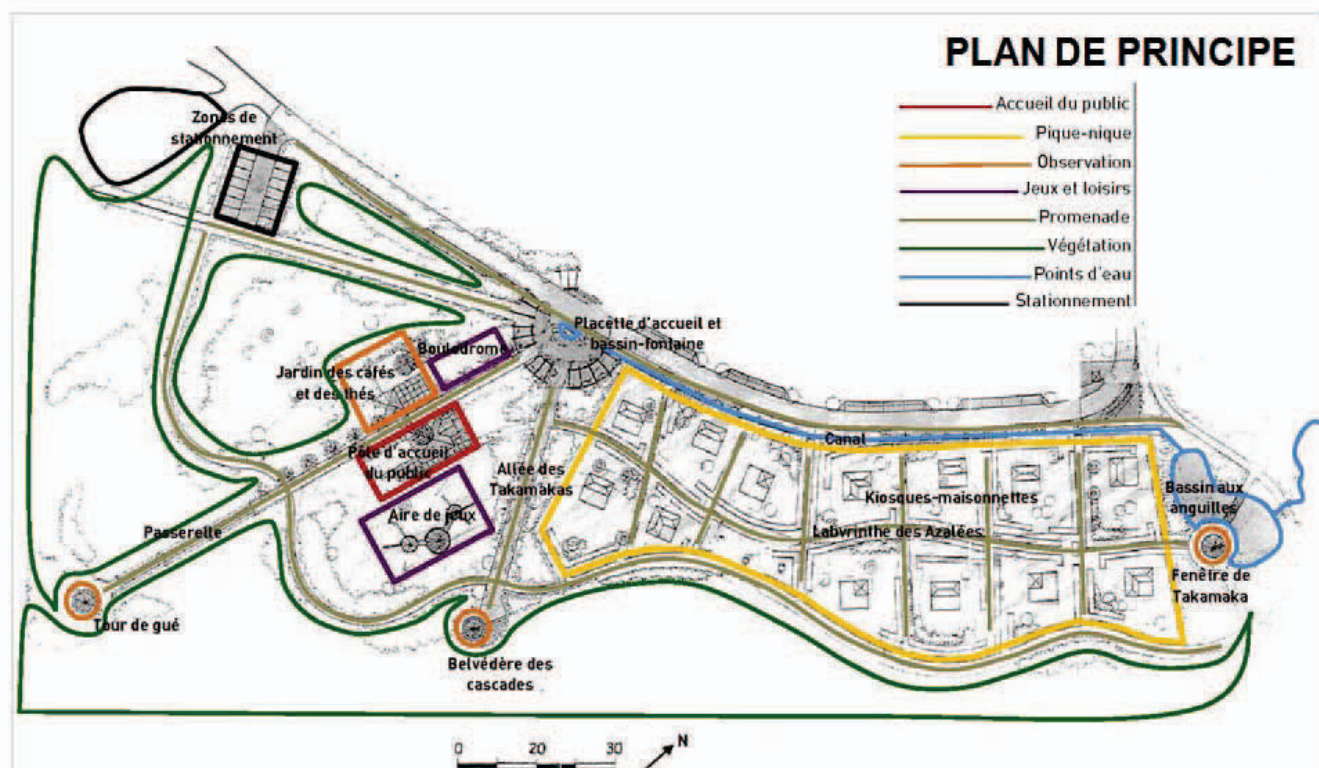 PLAN DE PRINCIPE
Accueil du public
Pique-nique
Observation
Jeux et loisirs
Promenade
Végétation
Points d'eau
Stationnement
Zones de
stationnement
Placette d'accueil et
bassin-fontaine
Boulodrome
Jardin des cafés
et des thés
Pôle d'accueil
du public
Aire de jeux
Allée des
Takamakas
Passerelle
Tour de gué
Belvédère des
cascades
Canal
Kiosques-maisonnettes
Labyrinthe des Azalées
Bassin aux
anguilles
Fenêtre de
Takamaka
0 20 30
N